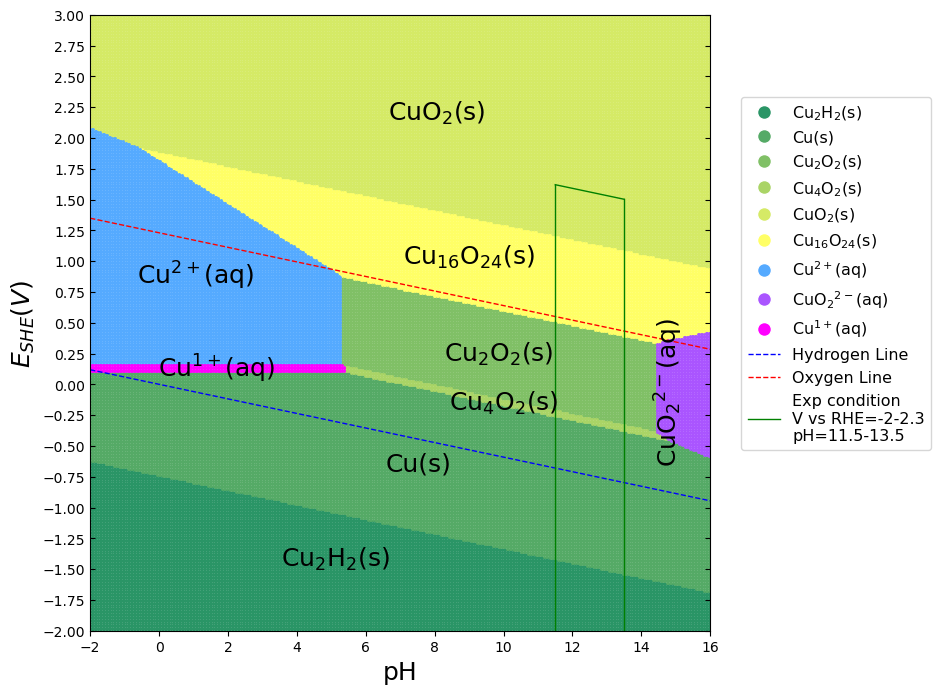 3.00
2.75
2.50
2.25
2.00
1.75
1.50
1.25
1.00
0.75
0.50
0.25
0.00
−0.25
−0.50
−0.75
−1.00
−1.25
−1.50
−1.75
−2.00
E_SHE(V)
CuO₂(s)
Cu₁₆O₂₄(s)
Cu²⁺(aq)
Cu₂O₂(s)
Cu¹⁺(aq)
Cu₄O₂(s)
CuO₂²⁻(aq)
Cu(s)
Cu₂H₂(s)
−2 0 2 4 6 8 10 12 14 16
pH
Cu₂H₂(s)
Cu(s)
Cu₂O₂(s)
Cu₄O₂(s)
CuO₂(s)
Cu₁₆O₂₄(s)
Cu²⁺(aq)
CuO₂²⁻(aq)
Cu¹⁺(aq)
Hydrogen Line
Oxygen Line
Exp condition
V vs RHE=-2-2.3
pH=11.5-13.5